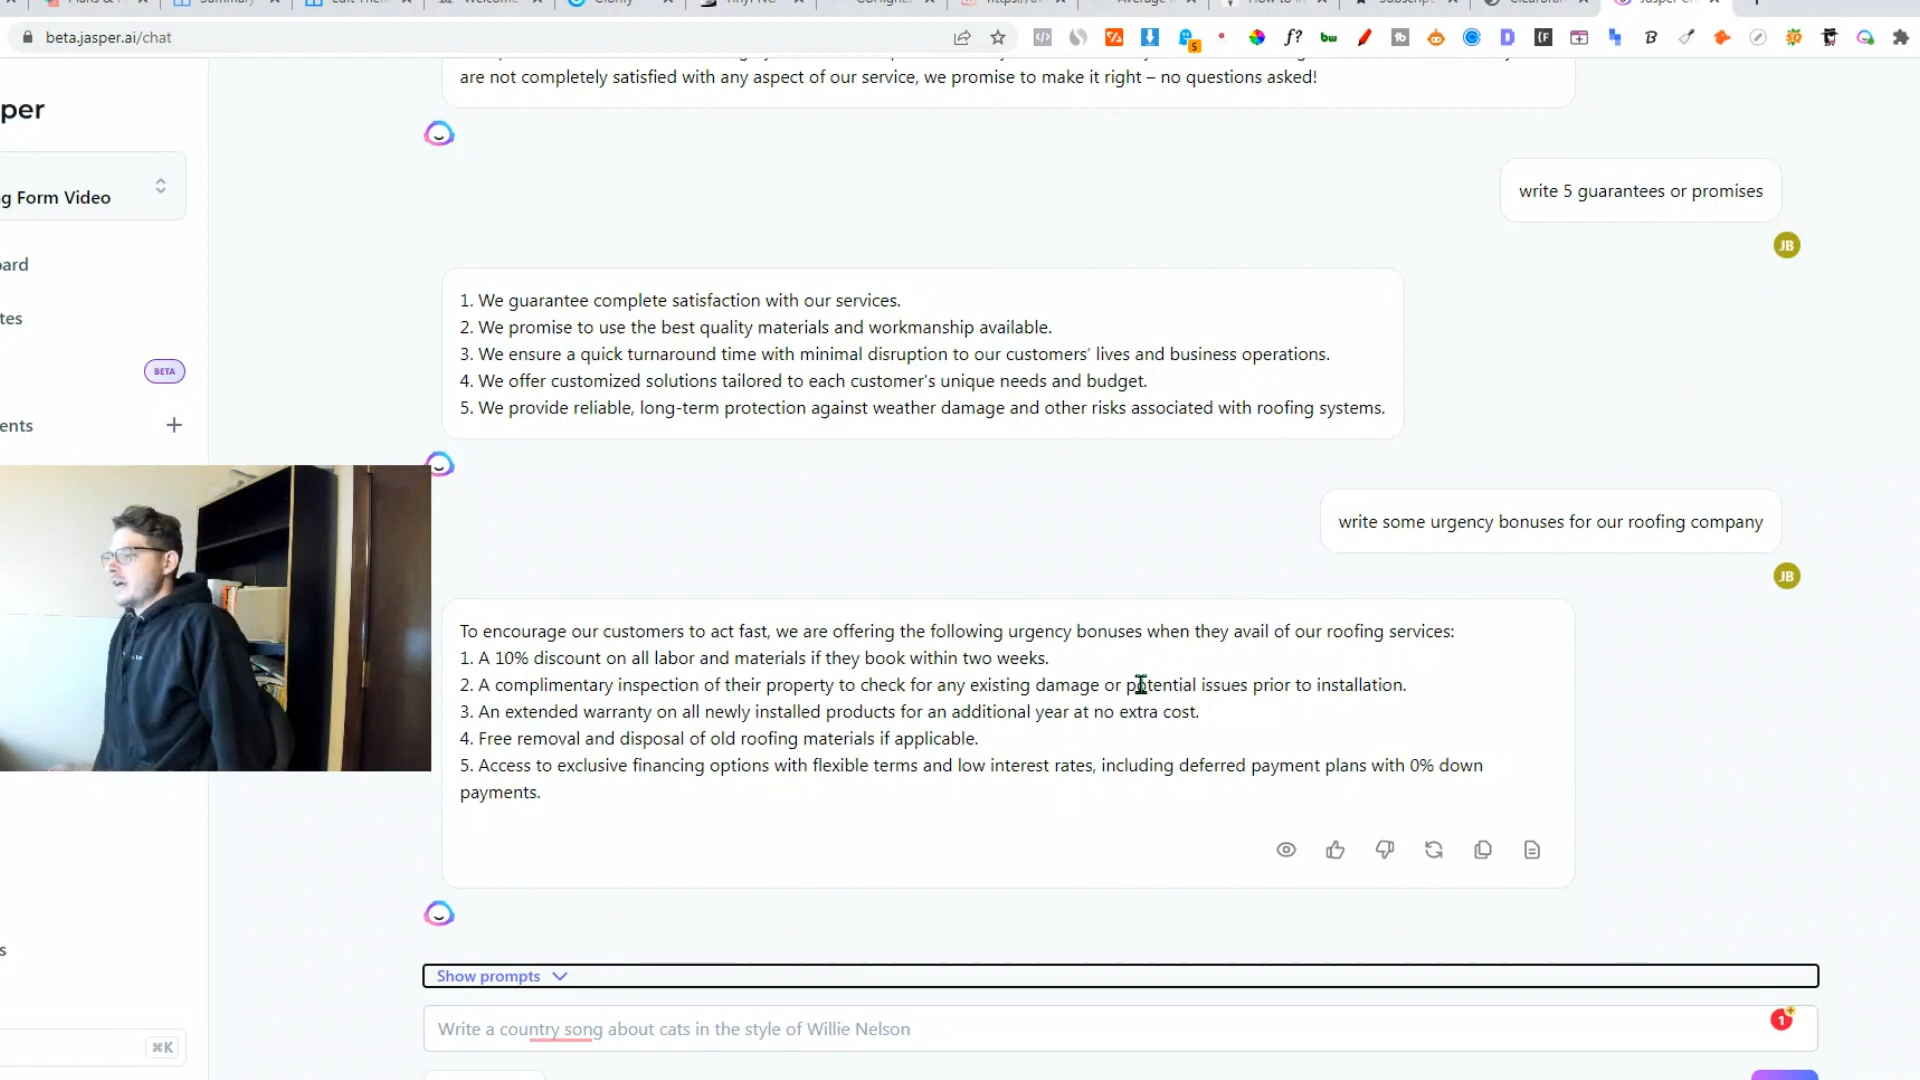 beta.jasper.ai/chat
5
per
g Form Video
ard
tes
BETA
ents
s
⌘K
are not completely satisfied with any aspect of our service, we promise to make it right – no questions asked!
write 5 guarantees or promises
JB
1. We guarantee complete satisfaction with our services.
2. We promise to use the best quality materials and workmanship available.
3. We ensure a quick turnaround time with minimal disruption to our customers' lives and business operations.
4. We offer customized solutions tailored to each customer's unique needs and budget.
5. We provide reliable, long-term protection against weather damage and other risks associated with roofing systems.
write some urgency bonuses for our roofing company
JB
To encourage our customers to act fast, we are offering the following urgency bonuses when they avail of our roofing services:
1. A 10% discount on all labor and materials if they book within two weeks.
2. A complimentary inspection of their property to check for any existing damage or potential issues prior to installation.
3. An extended warranty on all newly installed products for an additional year at no extra cost.
4. Free removal and disposal of old roofing materials if applicable.
5. Access to exclusive financing options with flexible terms and low interest rates, including deferred payment plans with 0% down
payments.
Show prompts
Write a country song about cats in the style of Willie Nelson
1